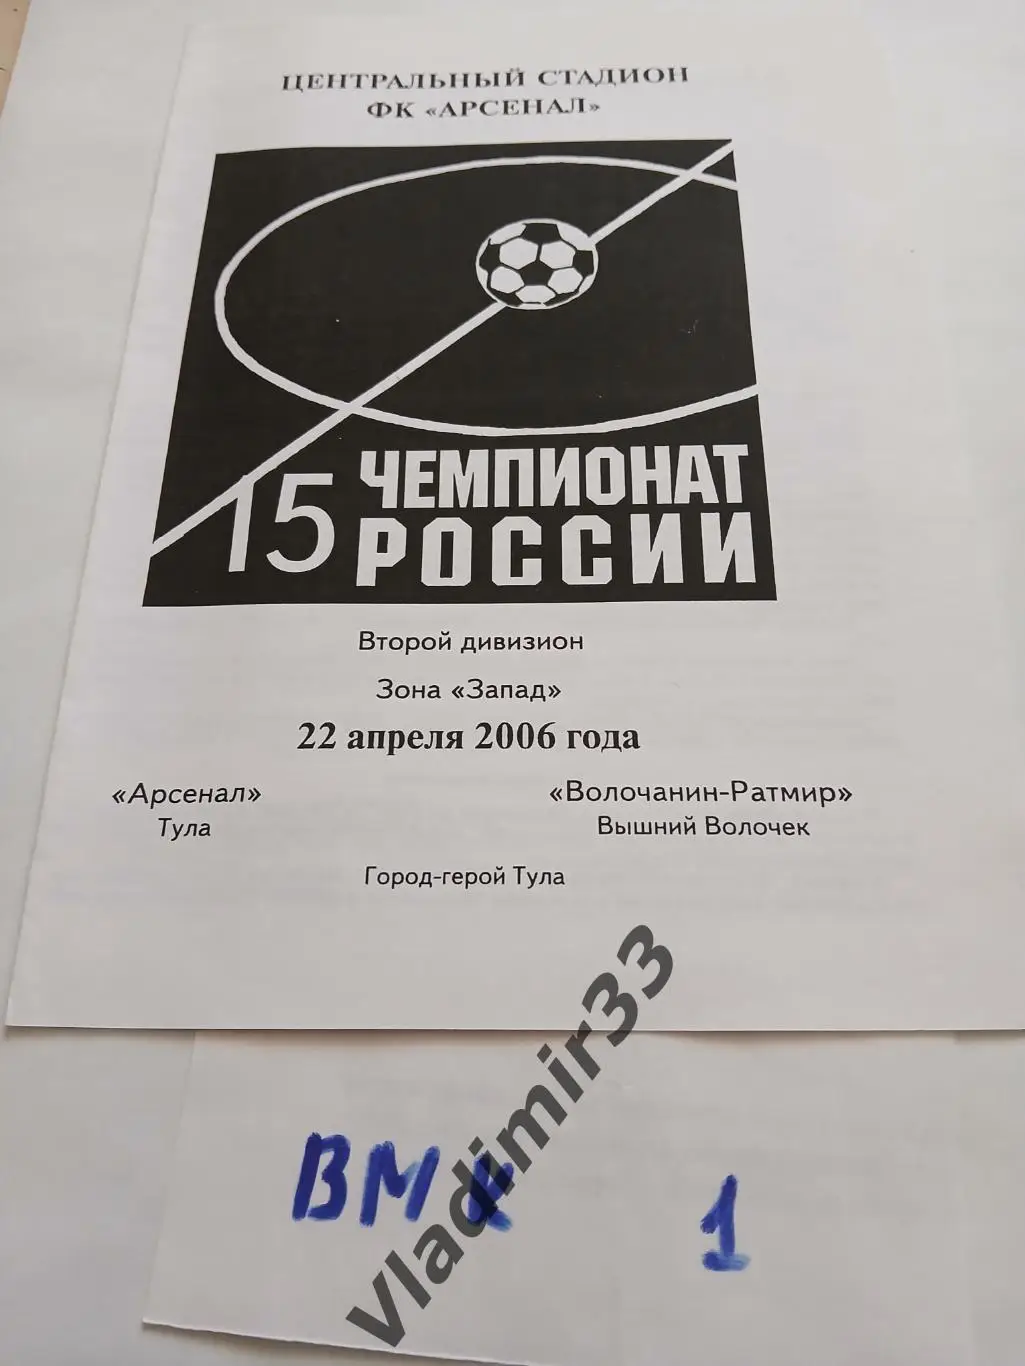 ЦЕНТРАЛЬНЫЙ СТАДИОН
ФК «АРСЕНАЛ»
15 ЧЕМПИОНАТ
РОССИИ
Второй дивизион
Зона «Запад»
22 апреля 2006 года
«Арсенал» «Волочанин-Ратмир»
Тула Вышний Волочек
Город-герой Тула
Vladimir33
ВМК 1